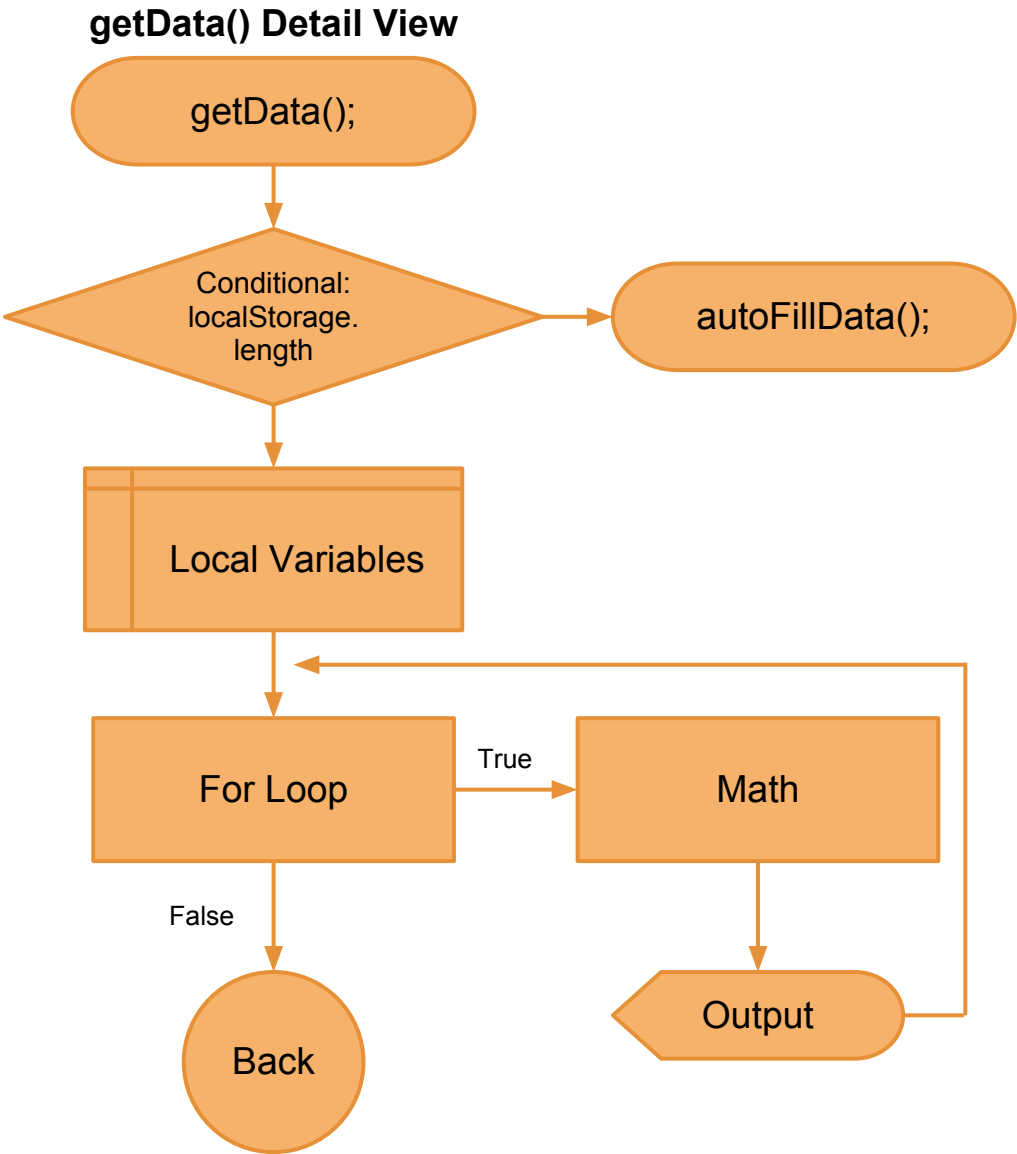 getData() Detail View
getData();
Conditional:
localStorage.
length
autoFillData();
Local Variables
For Loop
True
Math
False
Output
Back